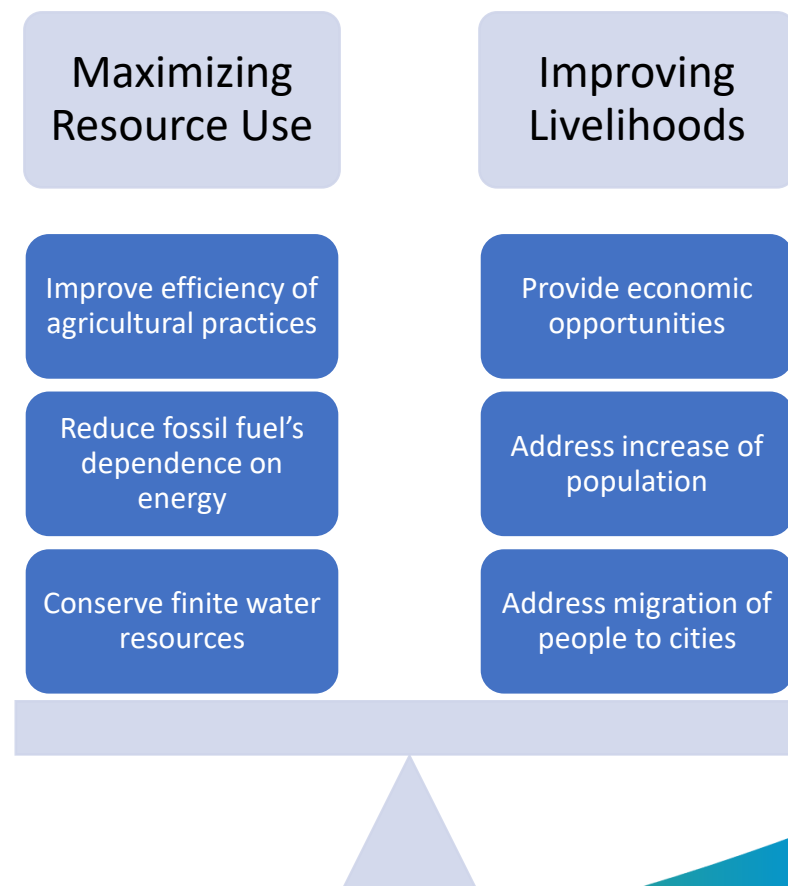 Maximizing
Resource Use
Improve efficiency of
agricultural practices
Reduce fossil fuel's
dependence on
energy
Conserve finite water
resources
Improving
Livelihoods
Provide economic
opportunities
Address increase of
population
Address migration of
people to cities